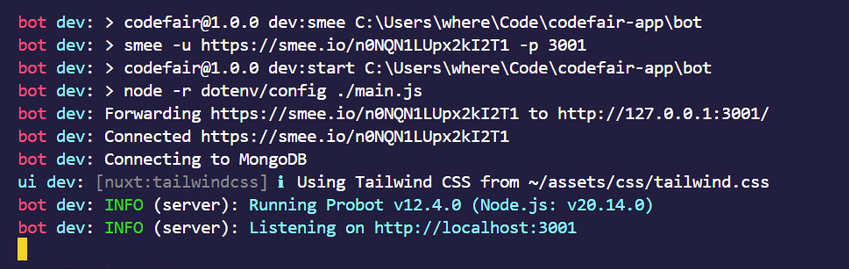 bot dev: > codefair@1.0.0 dev:smee C:\Users\where\Code\codefair-app\bot
bot dev: > smee -u https://smee.io/n0NQN1LUpx2kI2T1 -p 3001
bot dev: > codefair@1.0.0 dev:start C:\Users\where\Code\codefair-app\bot
bot dev: > node -r dotenv/config ./main.js
bot dev: Forwarding https://smee.io/n0NQN1LUpx2kI2T1 to http://127.0.0.1:3001/
bot dev: Connected https://smee.io/n0NQN1LUpx2kI2T1
bot dev: Connecting to MongoDB
ui dev: [nuxt:tailwindcss] ℹ Using Tailwind CSS from ~/assets/css/tailwind.css
bot dev: INFO (server): Running Probot v12.4.0 (Node.js: v20.14.0)
bot dev: INFO (server): Listening on http://localhost:3001